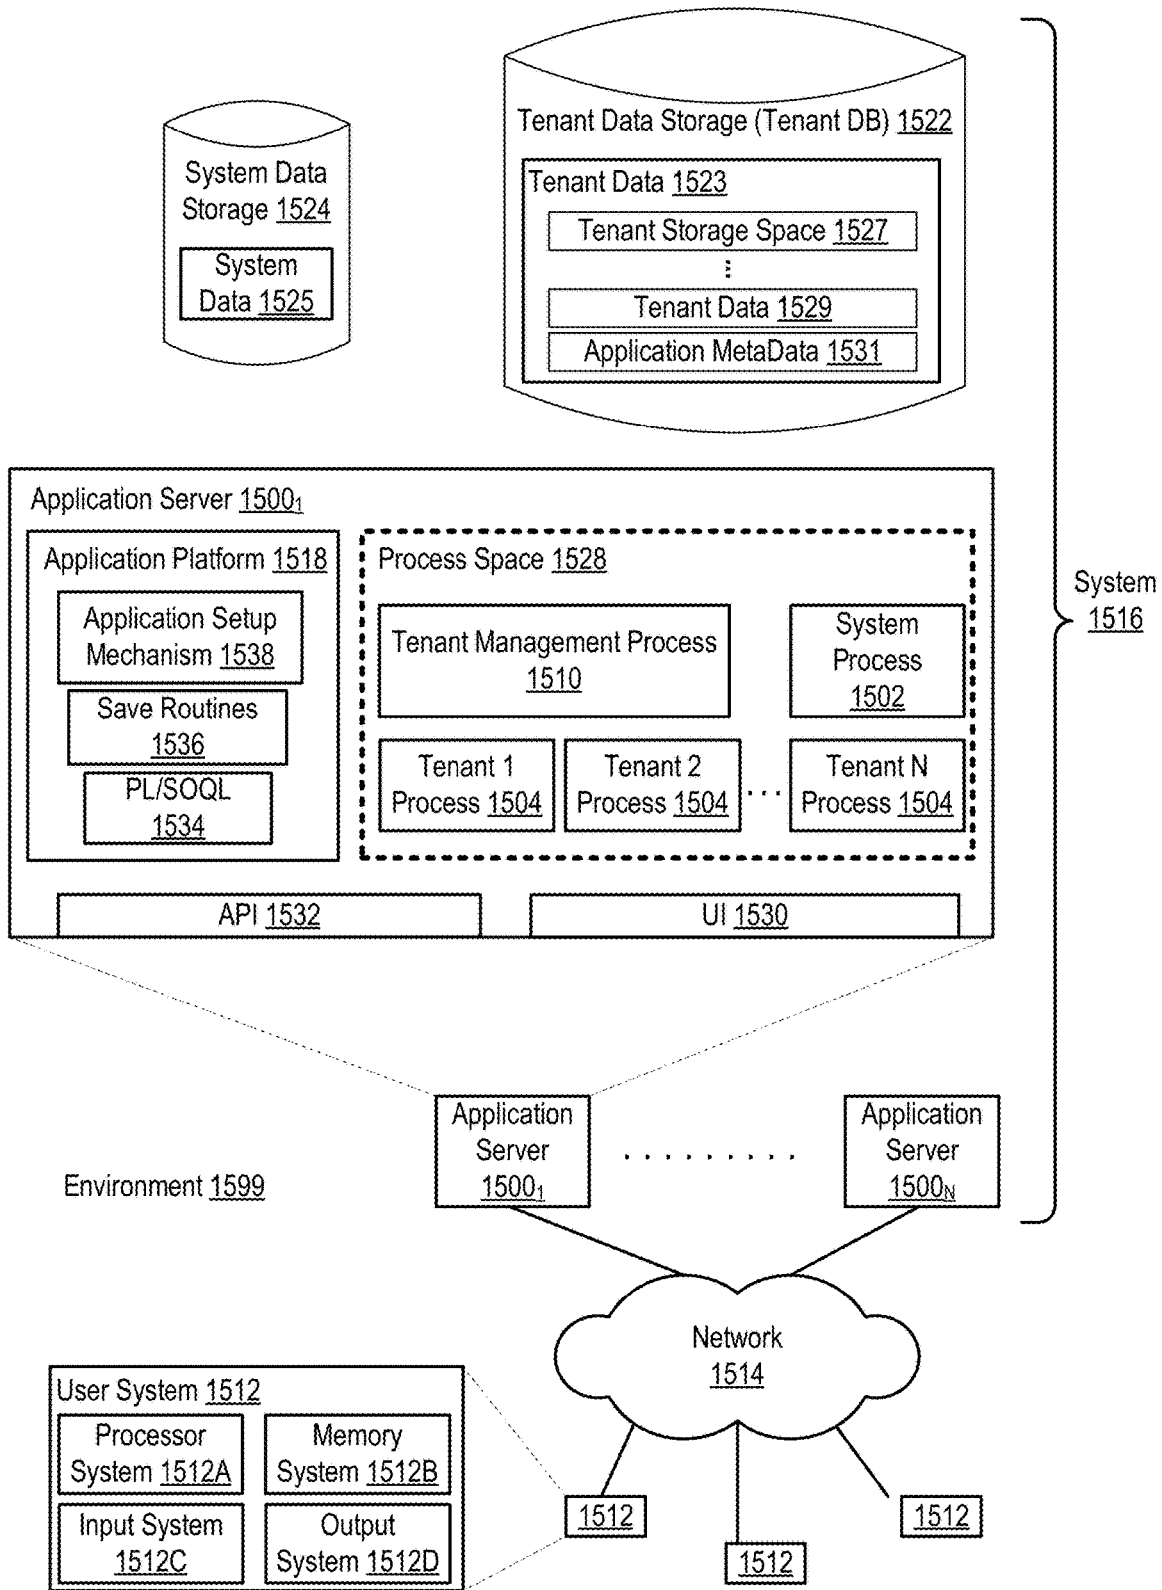 Tenant Data Storage (Tenant DB) 1522
System Data
Storage 1524
System
Data 1525
Tenant Data 1523
Tenant Storage Space 1527
Tenant Data 1529
Application MetaData 1531
System
1516
Application Server 1500₁
Application Platform 1518
Application Setup
Mechanism 1538
Save Routines
1536
PL/SOQL
1534
Process Space 1528
Tenant Management Process
1510
System
Process
1502
Tenant 1
Process 1504
Tenant 2
Process 1504
Tenant N
Process 1504
API 1532
UI 1530
Application
Server
1500₁
Application
Server
1500N
Environment 1599
Network
1514
User System 1512
Processor
System 1512A
Memory
System 1512B
Input System
1512C
Output
System 1512D
1512
1512
1512